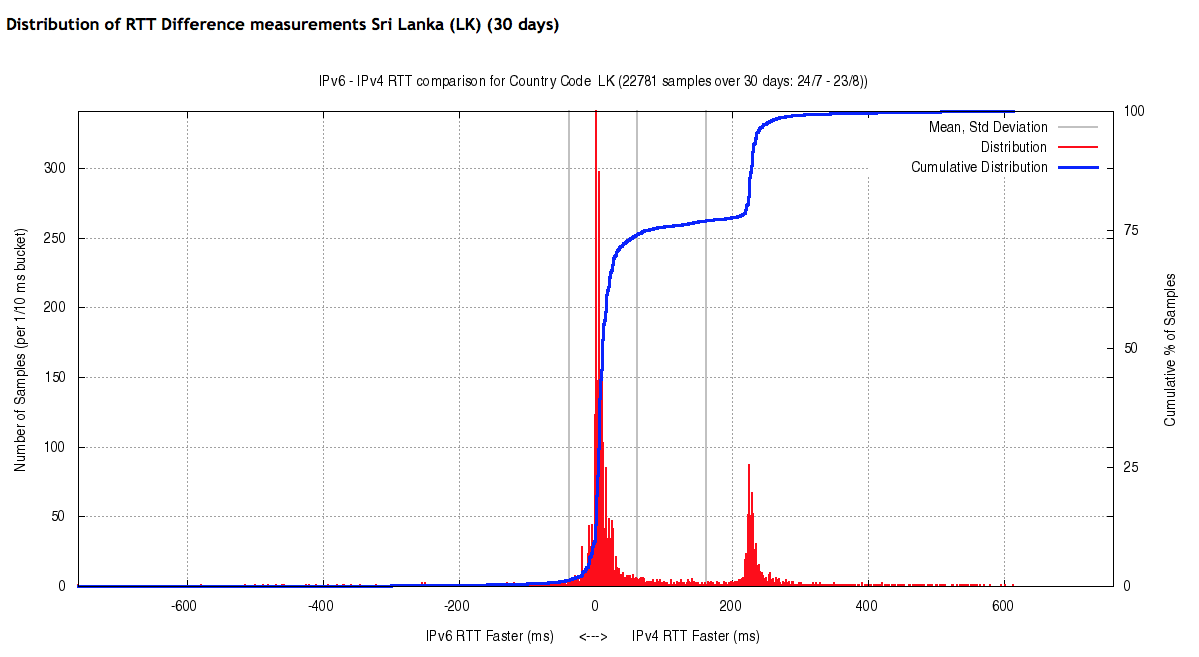 Distribution of RTT Difference measurements Sri Lanka (LK) (30 days)
IPv6 - IPv4 RTT comparison for Country Code LK (22781 samples over 30 days: 24/7 - 23/8))
Mean, Std Deviation
Distribution
Cumulative Distribution
Number of Samples (per 1/10 ms bucket)
300
250
200
150
100
50
0
100
75
50
25
0
Cumulative % of Samples
-600 -400 -200 0 200 400 600
IPv6 RTT Faster (ms) <---> IPv4 RTT Faster (ms)